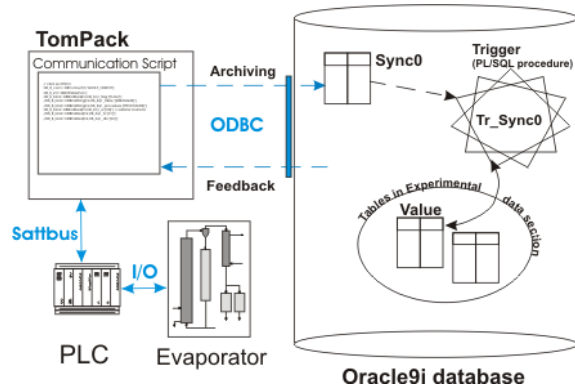 TomPack
Communication Script
Archiving
ODBC
Feedback
Sync0
Trigger
(PL/SQL procedure)
Tr_Sync0
Tables in Experimental data section
Value
Sattbus
I/O
PLC
Evaporator
Oracle9i database